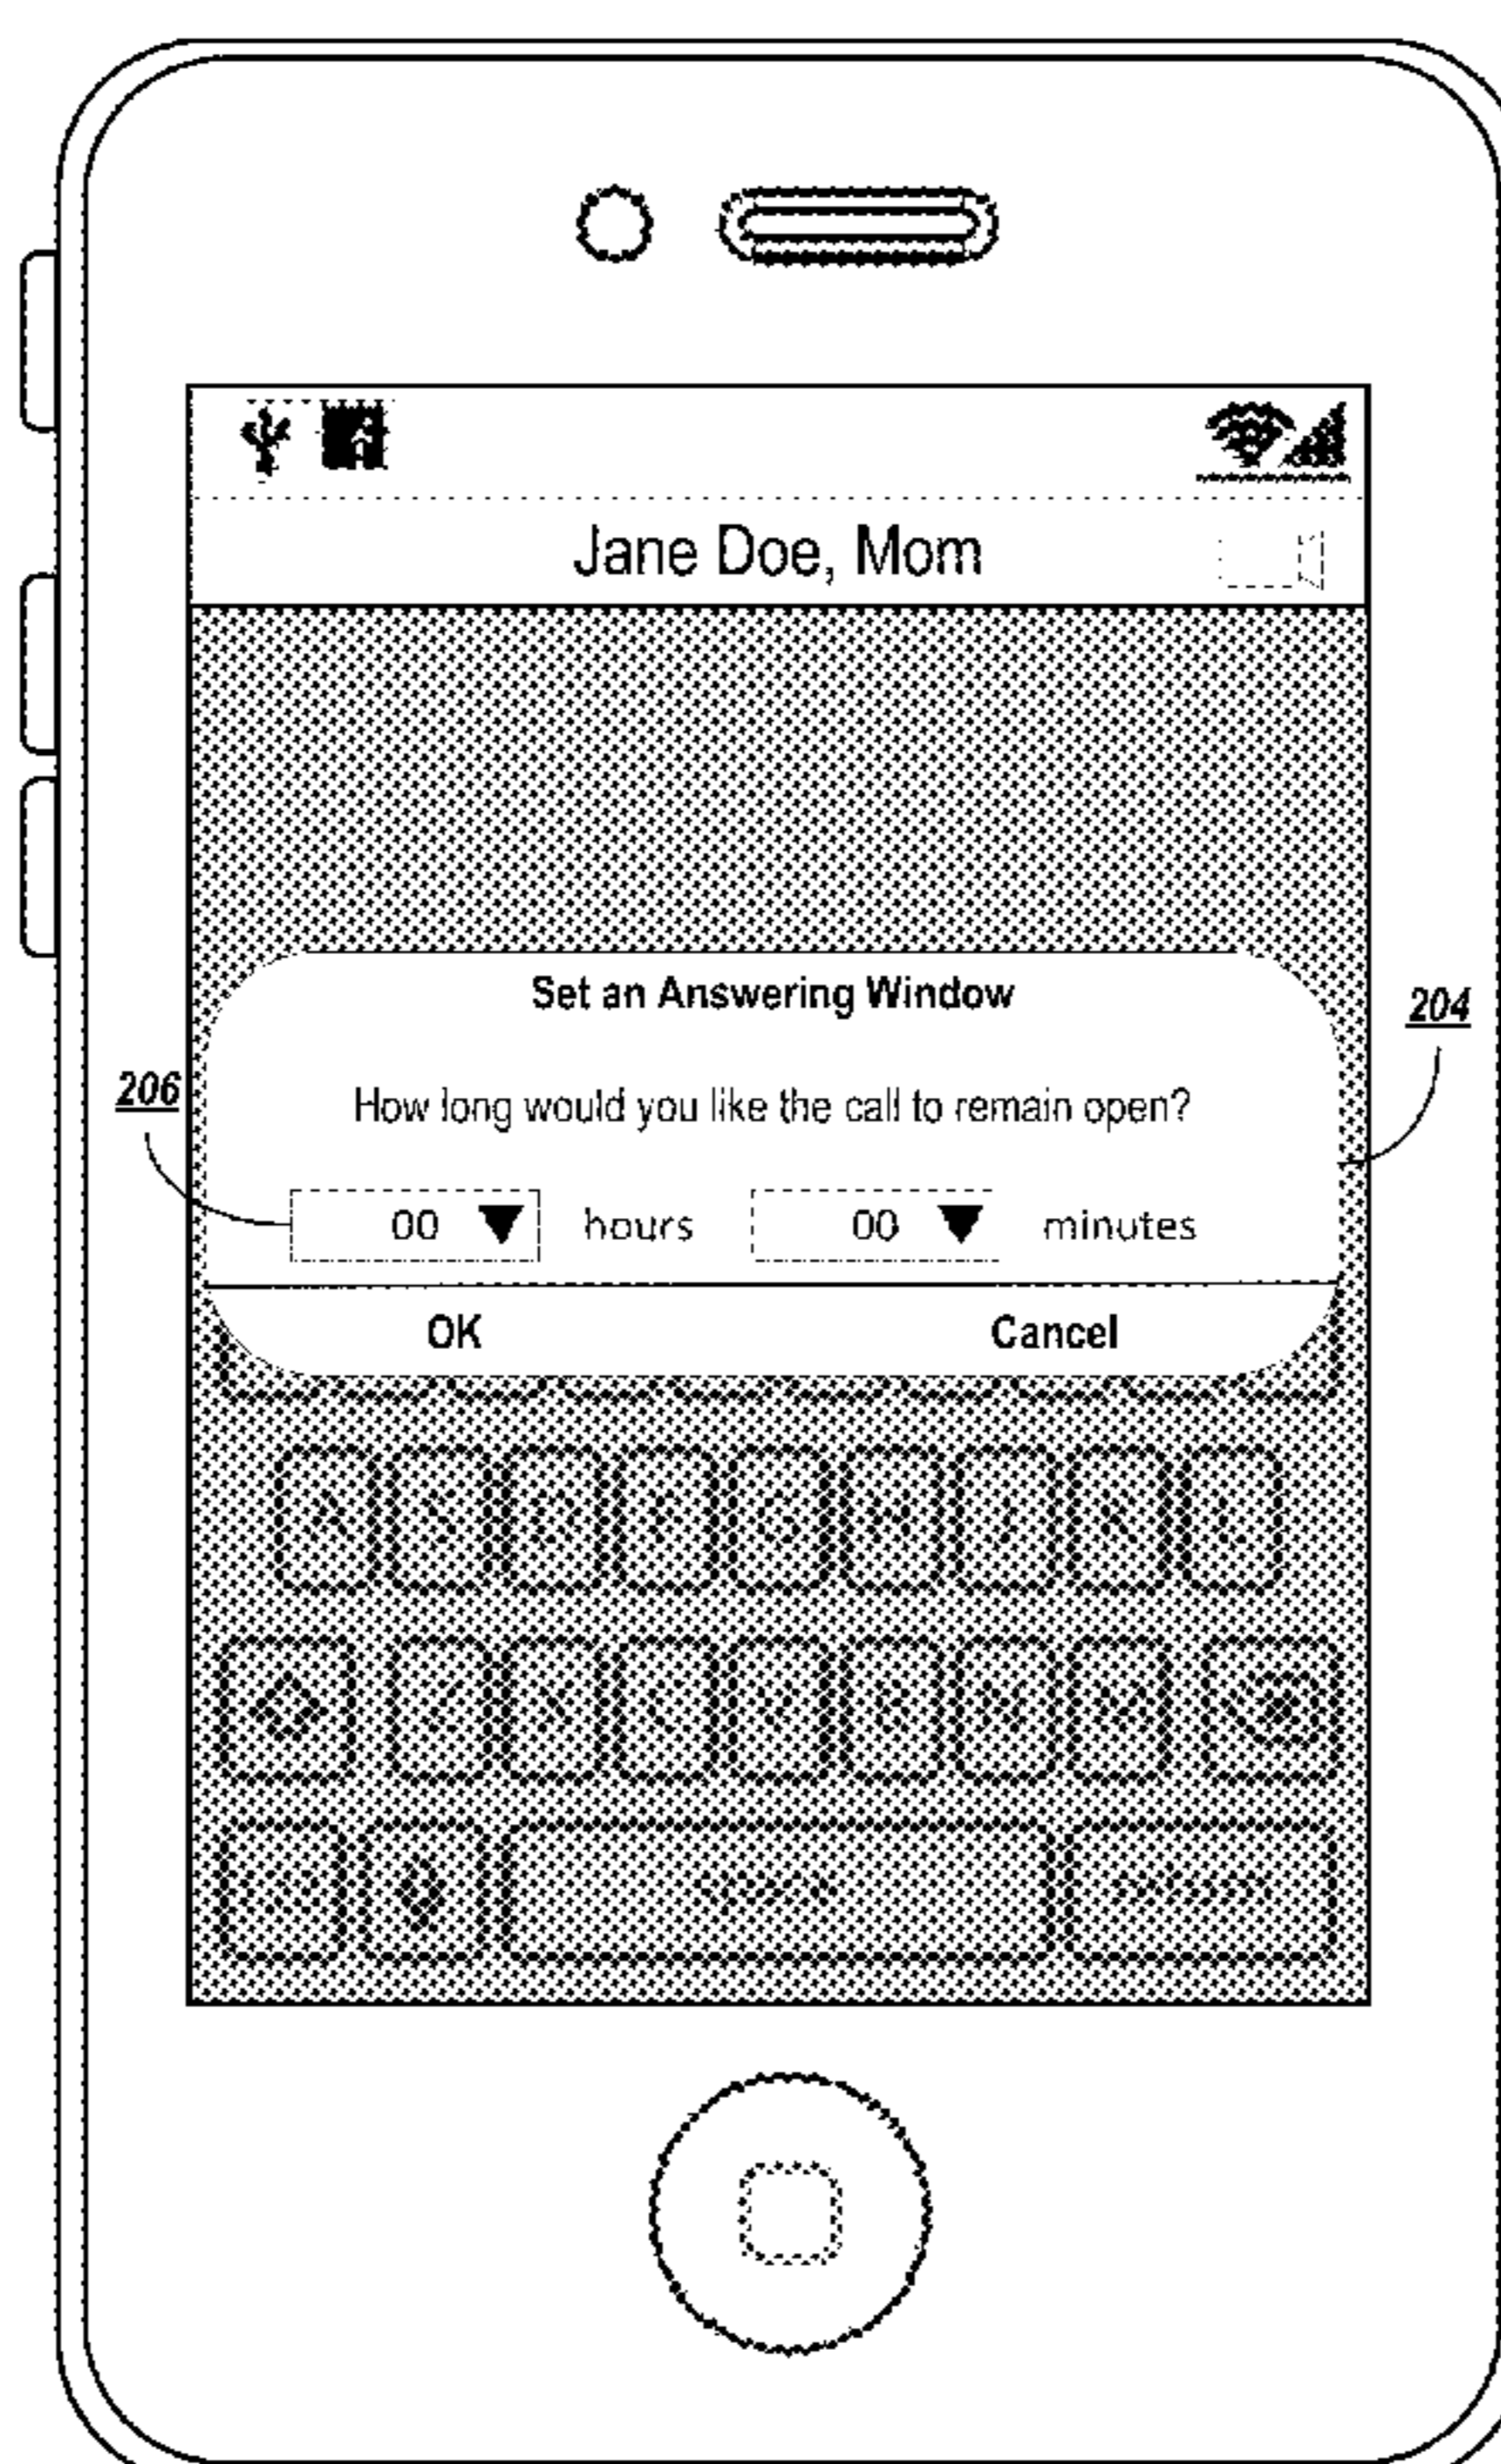 Jane Doe, Mom
Set an Answering Window
204
206
How long would you like the call to remain open?
00 hours 00 minutes
OK Cancel
A S D F G H J K L
Z X C V B N M